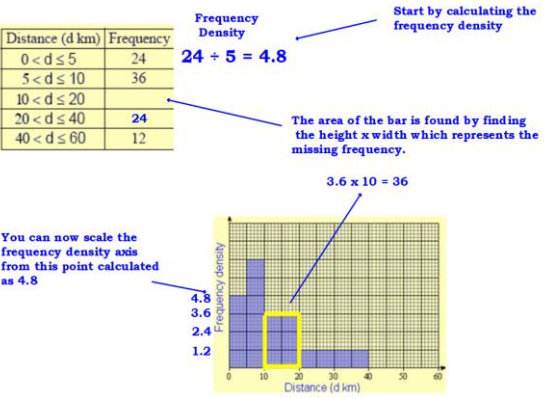 Start by calculating the
frequency density
Frequency
Density
24 ÷ 5 = 4.8
Distance (d km) Frequency
0 < d ≤ 5 24
5 < d ≤ 10 36
10 < d ≤ 20
20 < d ≤ 40 24
40 < d ≤ 60 12
The area of the bar is found by finding
the height x width which represents the
missing frequency.
3.6 x 10 = 36
You can now scale the
frequency density axis
from this point calculated
as 4.8
Frequency density
4.8
3.6
2.4
1.2
0 10 20 30 40 50 60
Distance (d km)